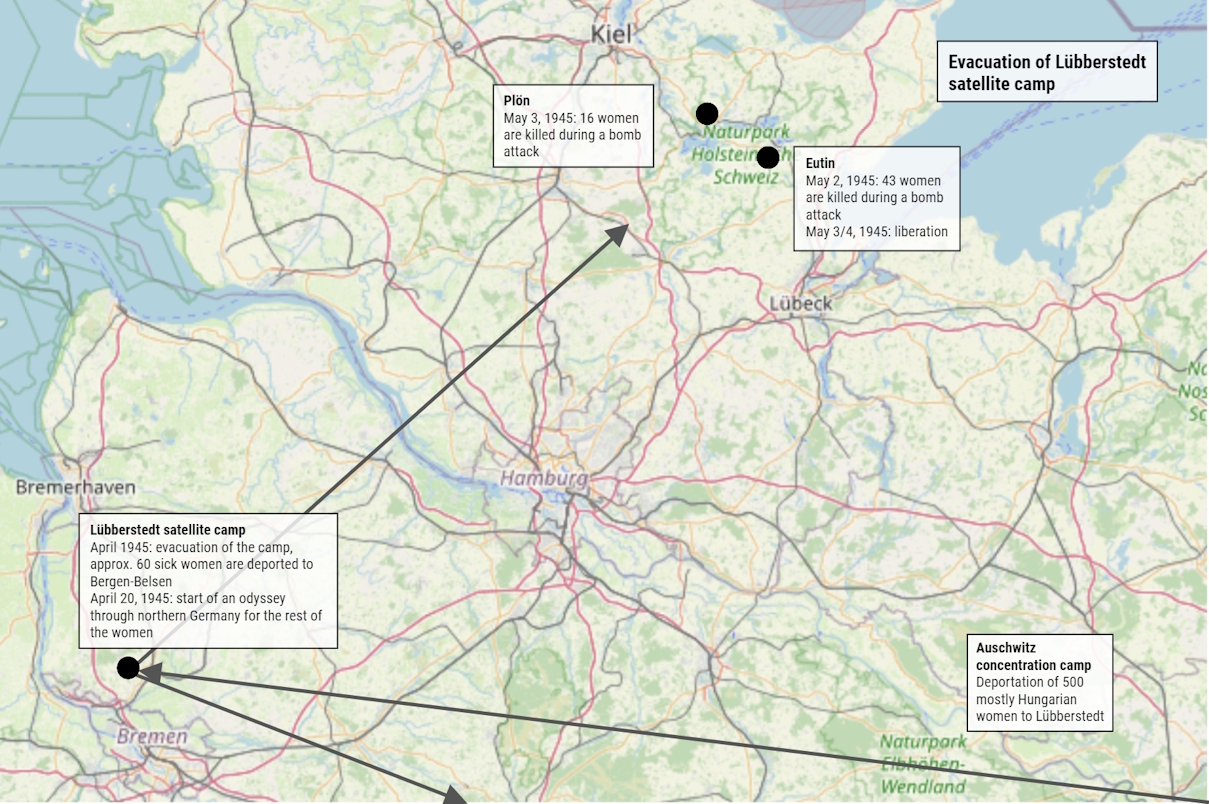 Kiel
Evacuation of Lübberstedt
satellite camp
Plön
May 3, 1945: 16 women
are killed during a bomb
attack
Naturpark
Schweiz
Eutin
May 2, 1945: 43 women
are killed during a bomb
attack
May 3/4, 1945: liberation
Lübeck
Hamburg
Bremerhaven
Lübberstedt satellite camp
April 1945: evacuation of the camp,
approx. 60 sick women are deported to
Bergen-Belsen
April 20, 1945: start of an odyssey
through northern Germany for the rest of
the women
Auschwitz
concentration camp
Deportation of 500
mostly Hungarian
women to Lübberstedt
Bremen
Naturpark
Elbhöhen-
Wendland